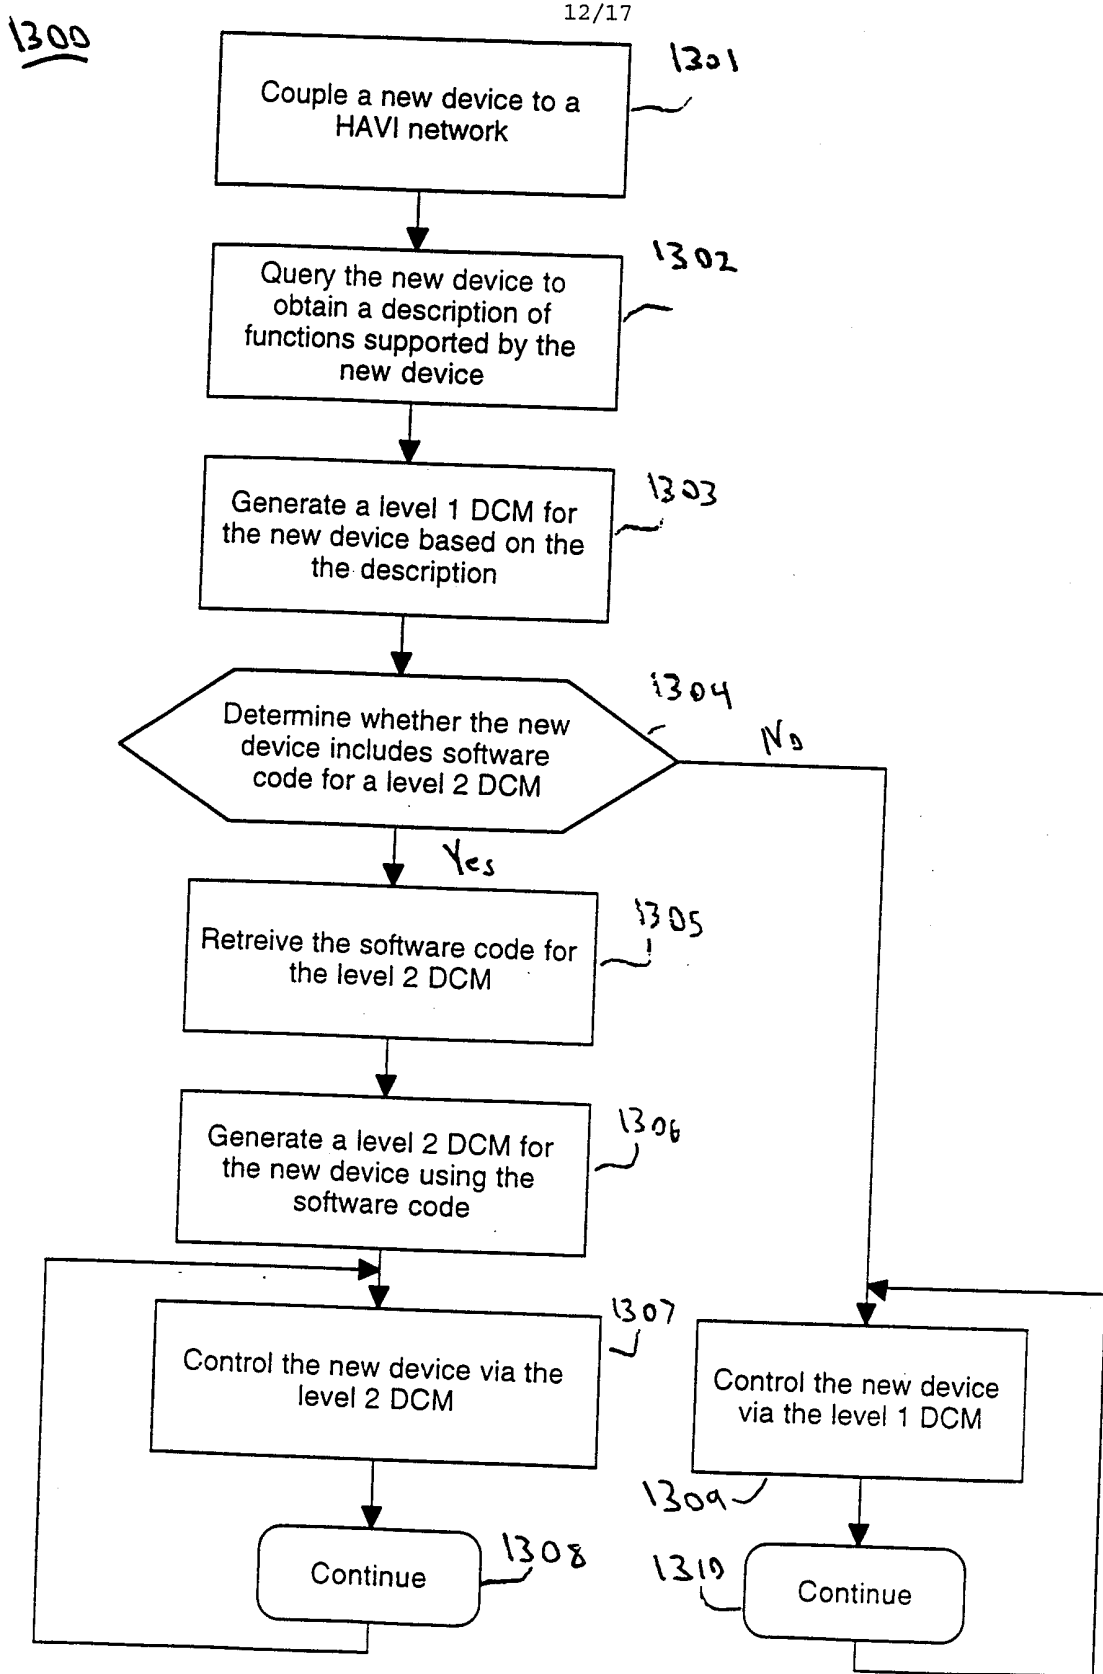 12/17
1300
Couple a new device to a
HAVI network
1301
Query the new device to
obtain a description of
functions supported by the
new device
1302
Generate a level 1 DCM for
the new device based on the
the description
1303
Determine whether the new
device includes software
code for a level 2 DCM
1304
No
Yes
Retreive the software code for
the level 2 DCM
1305
Generate a level 2 DCM for
the new device using the
software code
1306
Control the new device via the
level 2 DCM
1307
Control the new device
via the level 1 DCM
1309
Continue
1308
Continue
1310